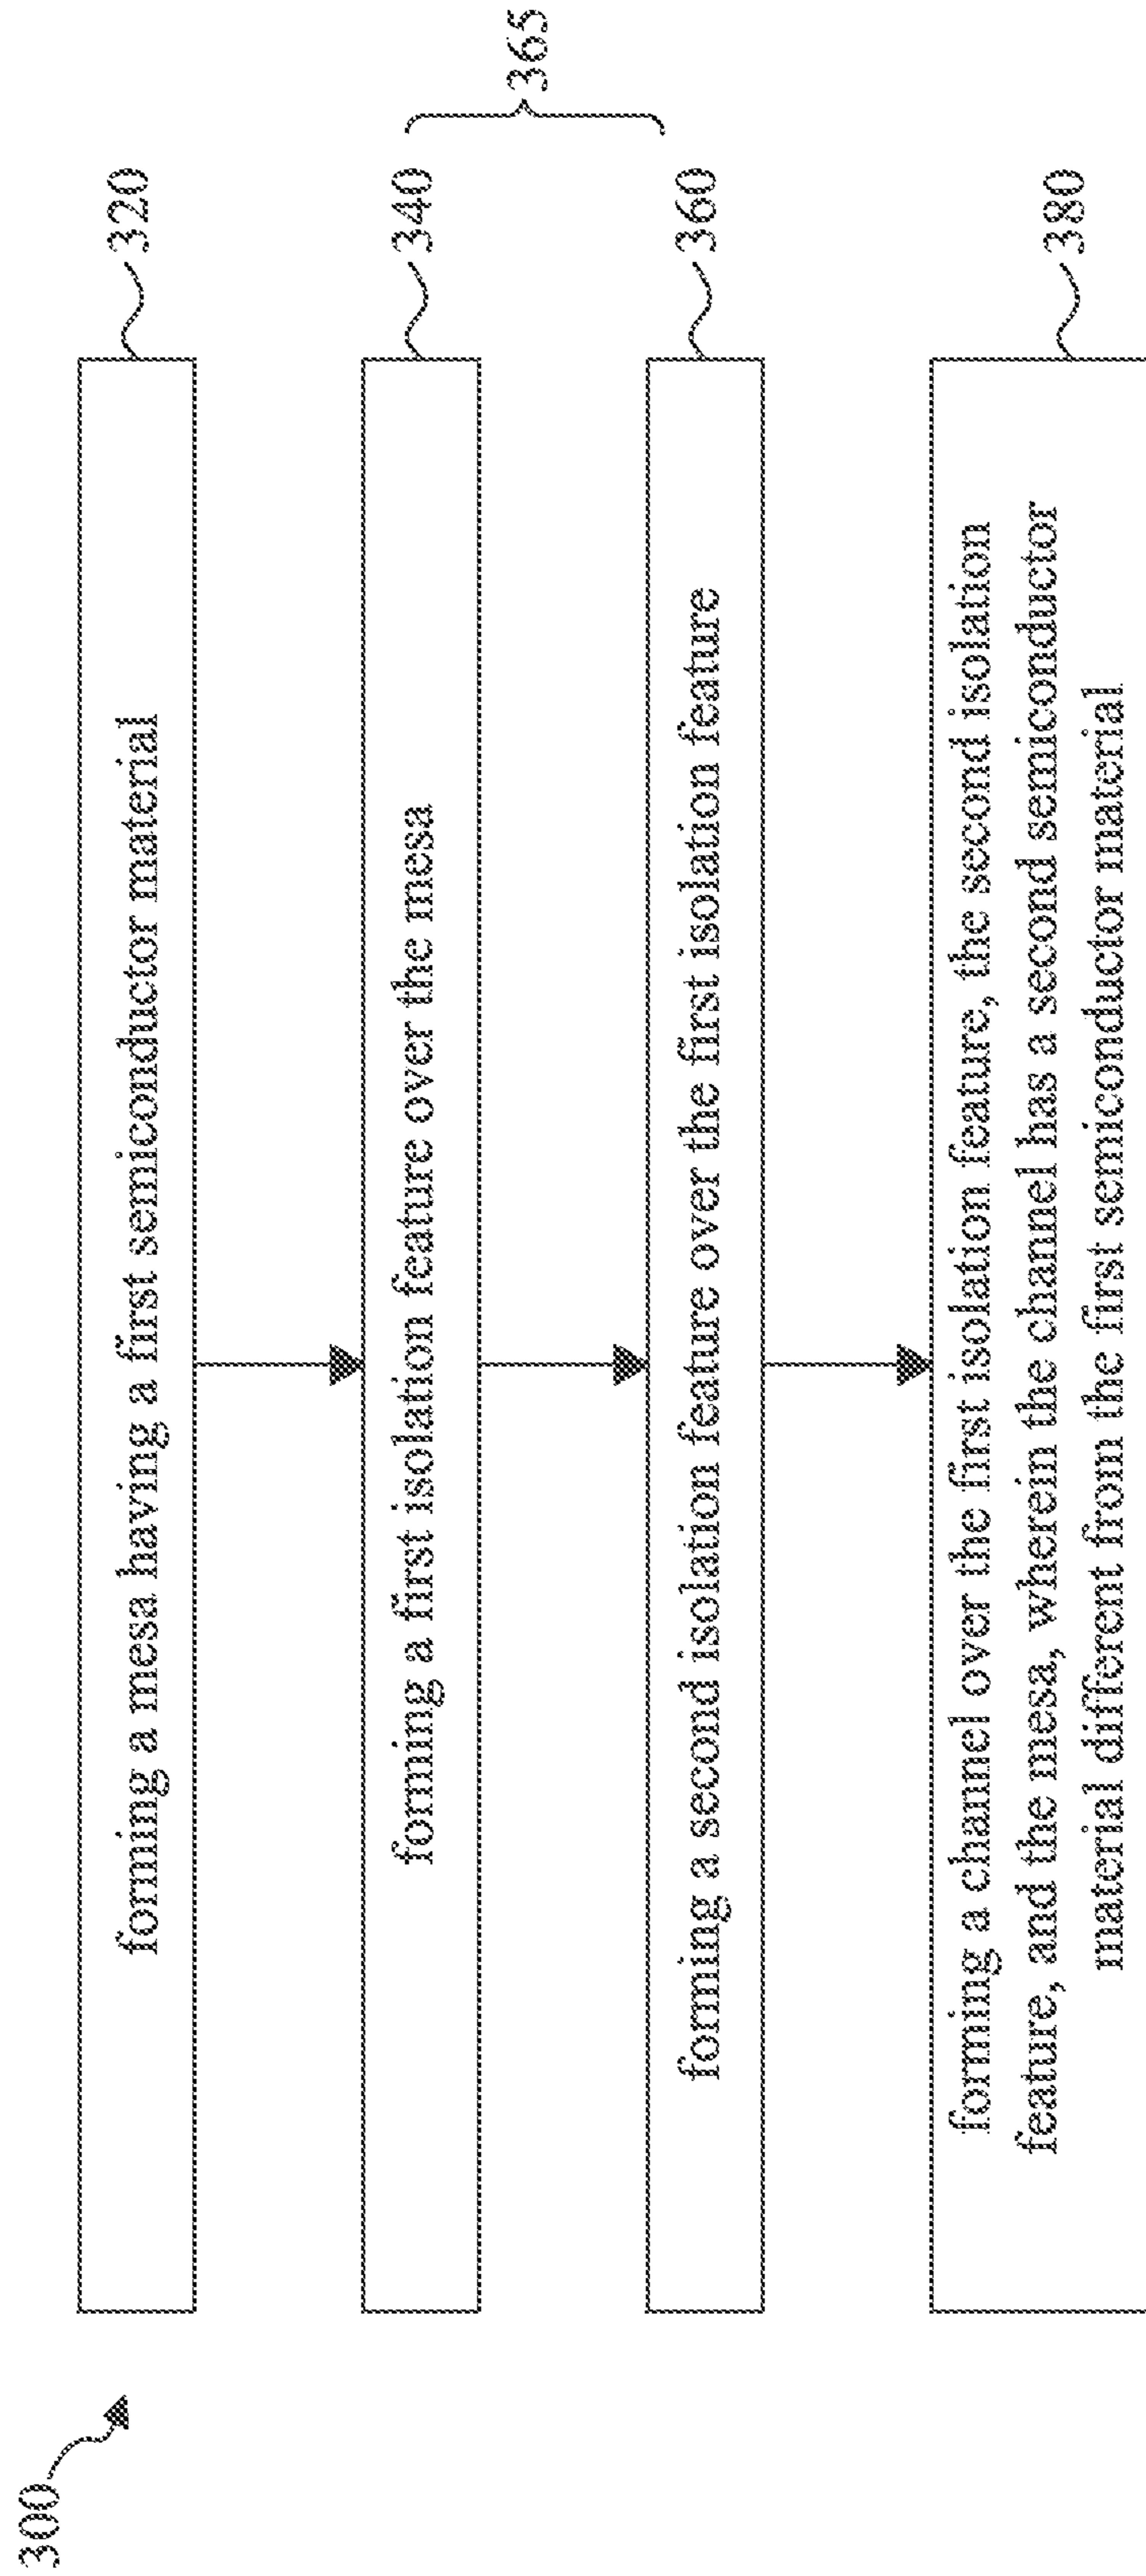 300
forming a mesa having a first semiconductor material
320
forming a first isolation feature over the mesa
340
365
forming a second isolation feature over the first isolation feature
360
forming a channel over the first isolation feature, the second isolation
feature, and the mesa, wherein the channel has a second semiconductor
material different from the first semiconductor material
380